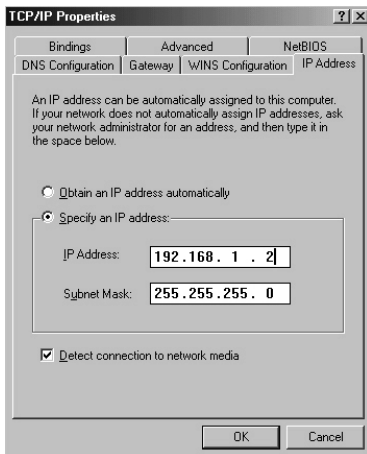 TCP/IP Properties
Bindings Advanced NetBIOS
DNS Configuration Gateway WINS Configuration IP Address
An IP address can be automatically assigned to this computer.
If your network does not automatically assign IP addresses, ask
your network administrator for an address, and then type it in
the space below.
Obtain an IP address automatically
Specify an IP address:
IP Address: 192.168. 1 . 2
Subnet Mask: 255.255.255. 0
Detect connection to network media
OK Cancel